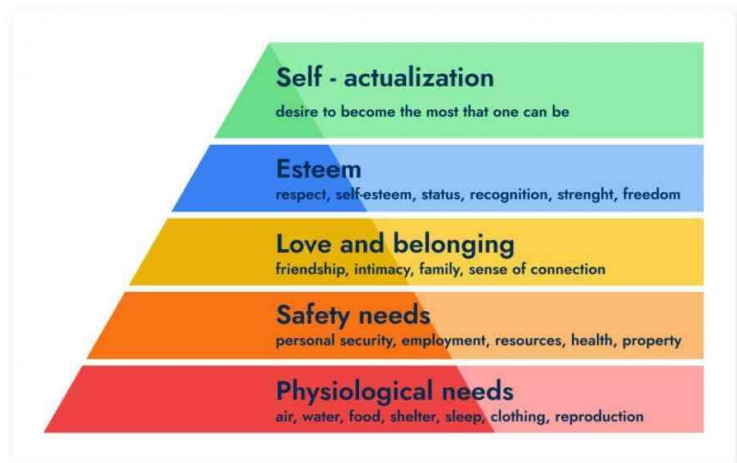 Self - actualization
desire to become the most that one can be
Esteem
respect, self-esteem, status, recognition, strenght, freedom
Love and belonging
friendship, intimacy, family, sense of connection
Safety needs
personal security, employment, resources, health, property
Physiological needs
air, water, food, shelter, sleep, clothing, reproduction